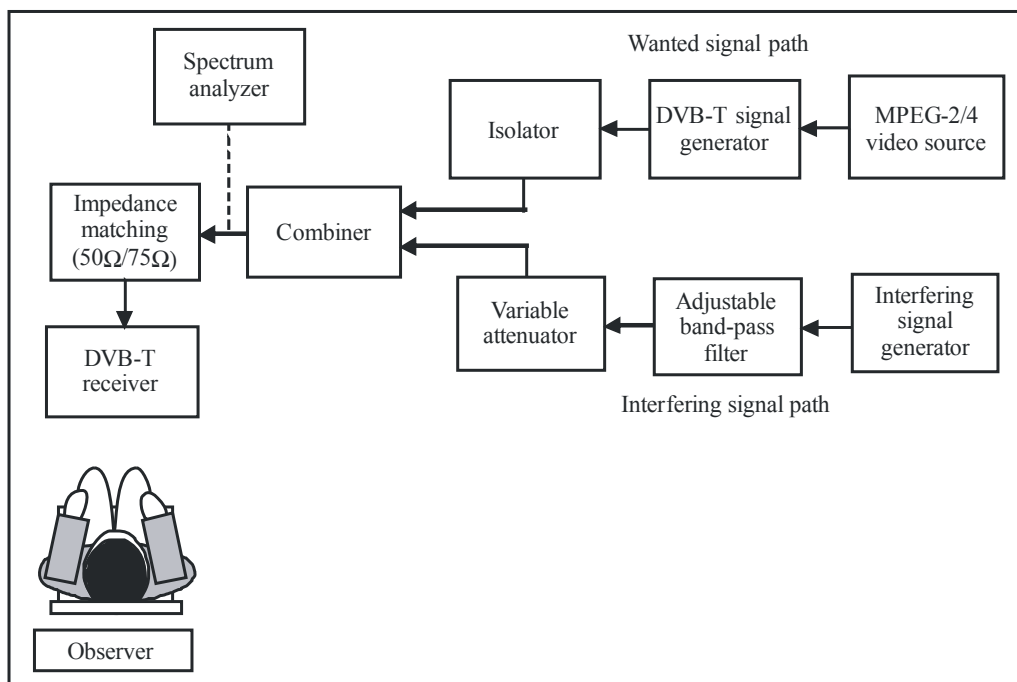 Wanted signal path
Spectrum
analyzer
Isolator
DVB-T signal
generator
MPEG-2/4
video source
Impedance
matching
(50Ω/75Ω)
Combiner
Variable
attenuator
Adjustable
band-pass
filter
Interfering
signal
generator
DVB-T
receiver
Interfering signal path
Observer